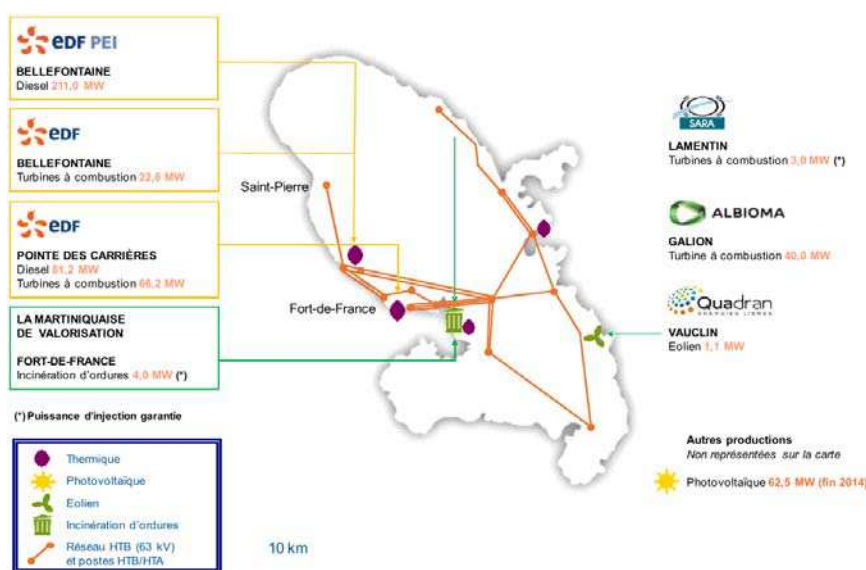 edF PEI
BELLEFONTAINE
Diesel 211,0 MW
edF
BELLEFONTAINE
Turbines à combustion 22,6 MW
edF
POINTE DES CARRIÈRES
Diesel 81,2 MW
Turbines à combustion 66,2 MW
LA MARTINIQUAISE
DE VALORISATION
FORT-DE-FRANCE
Incinération d'ordures 4,0 MW (*)
(*) Puissance d'injection garantie
Thermique
Photovoltaïque
Eolien
Incinération d'ordures
Réseau HTB (63 kV)
et postes HTB/HTA
Saint-Pierre
Fort-de-France
10 km
SARA
LAMENTIN
Turbines à combustion 3,0 MW (*)
ALBIOMA
GALION
Turbine à combustion 40,0 MW
Quadran
ENERGIES LIBRES
VAUCLIN
Eolien 1,1 MW
Autres productions
Non représentées sur la carte
Photovoltaïque 62,5 MW (fin 2014)